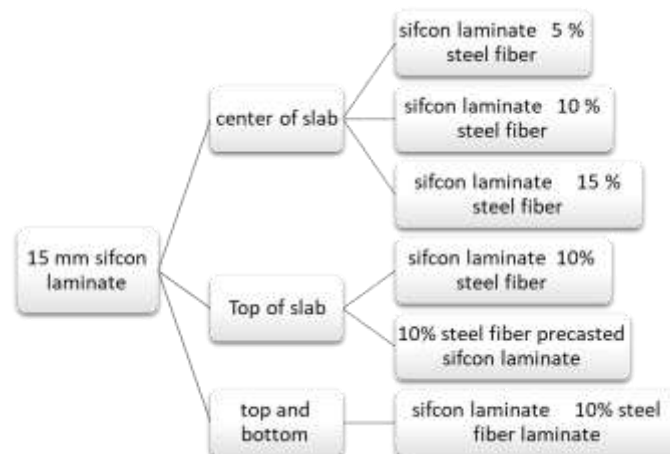 15 mm sifcon
laminate
center of slab
sifcon laminate 5 %
steel fiber
sifcon laminate 10 %
steel fiber
sifcon laminate 15 %
steel fiber
Top of slab
sifcon laminate 10%
steel fiber
10% steel fiber precasted
sifcon laminate
top and
bottom
sifcon laminate 10% steel
fiber laminate